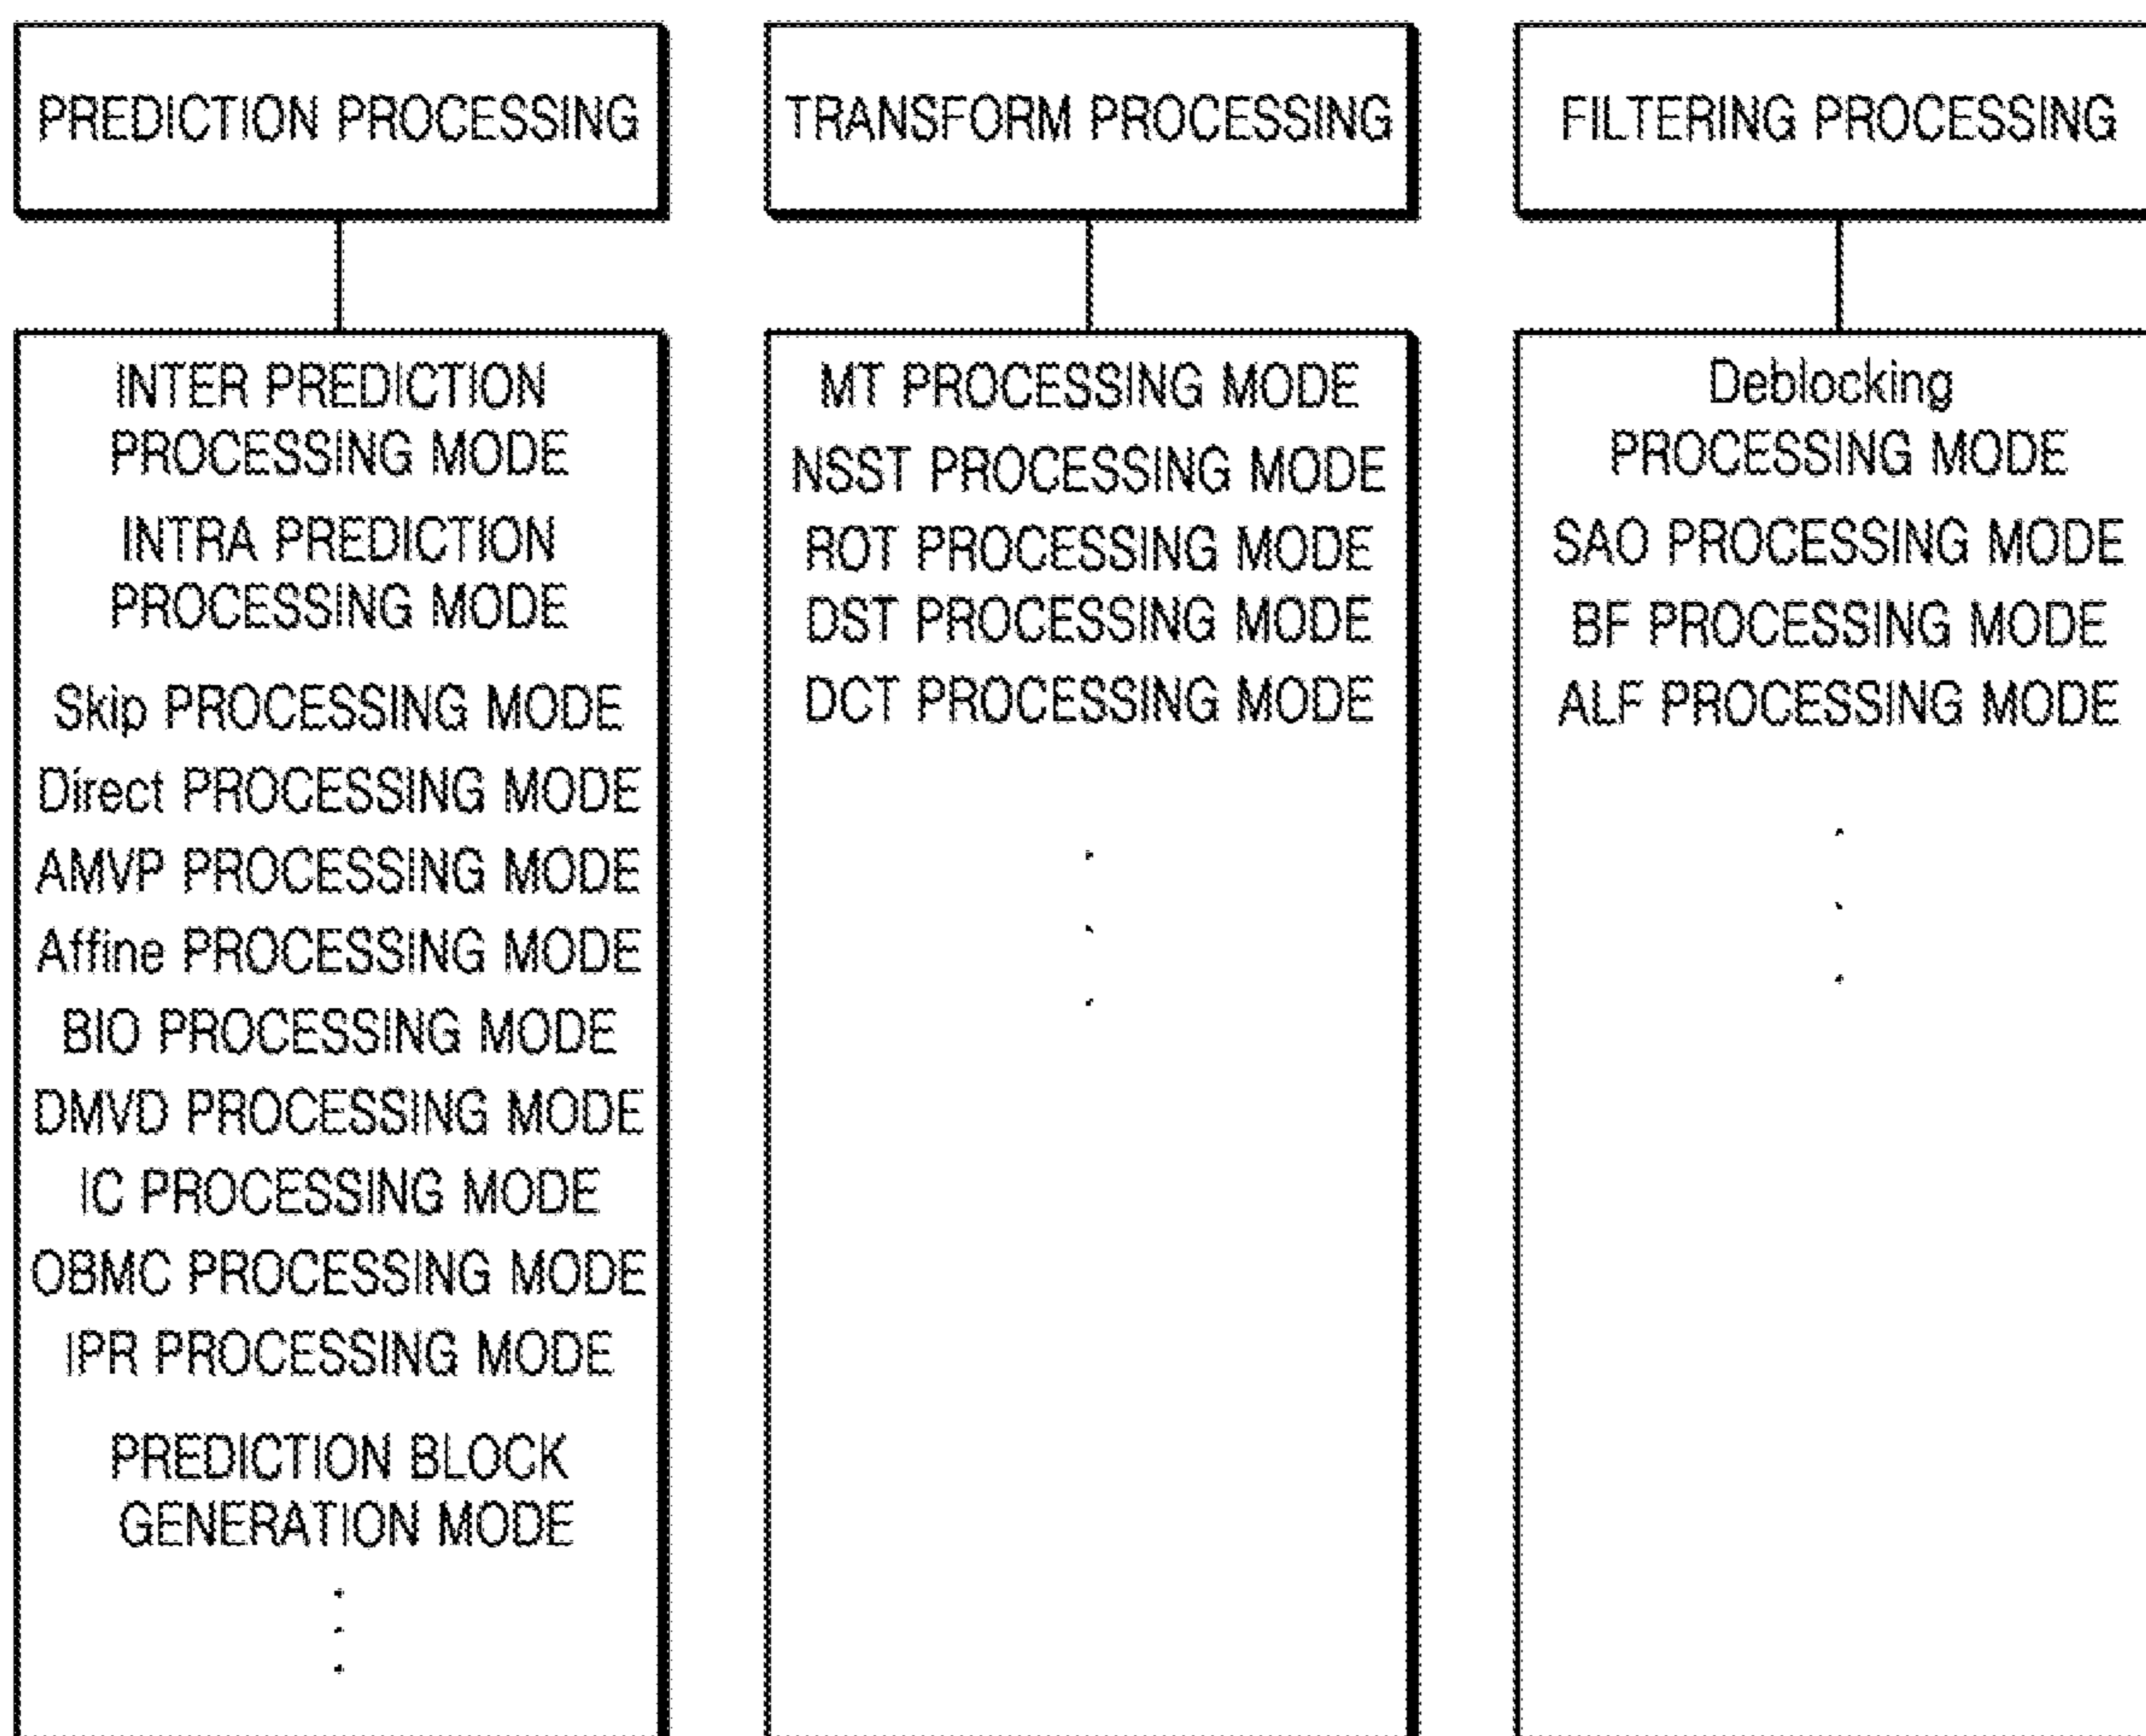 PREDICTION PROCESSING
INTER PREDICTION
PROCESSING MODE
INTRA PREDICTION
PROCESSING MODE
Skip PROCESSING MODE
Direct PROCESSING MODE
AMVP PROCESSING MODE
Affine PROCESSING MODE
BIO PROCESSING MODE
DMVD PROCESSING MODE
IC PROCESSING MODE
OBMC PROCESSING MODE
IPR PROCESSING MODE
PREDICTION BLOCK
GENERATION MODE
TRANSFORM PROCESSING
MT PROCESSING MODE
NSST PROCESSING MODE
ROT PROCESSING MODE
DST PROCESSING MODE
DCT PROCESSING MODE
FILTERING PROCESSING
Deblocking
PROCESSING MODE
SAO PROCESSING MODE
BF PROCESSING MODE
ALF PROCESSING MODE